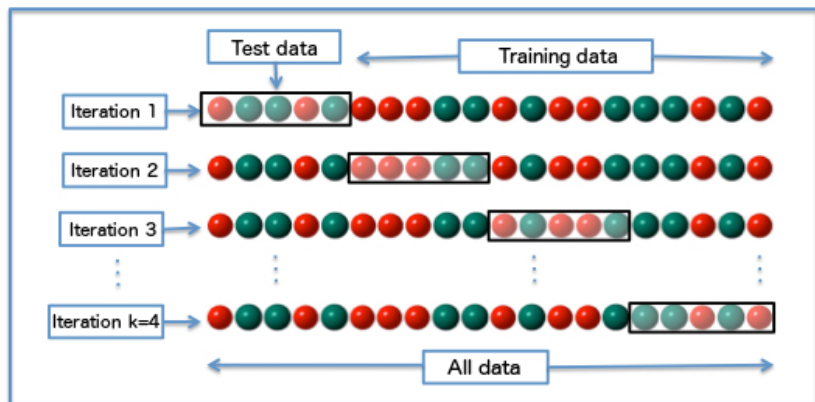 Test data
Training data
Iteration 1
Iteration 2
Iteration 3
Iteration k=4
All data